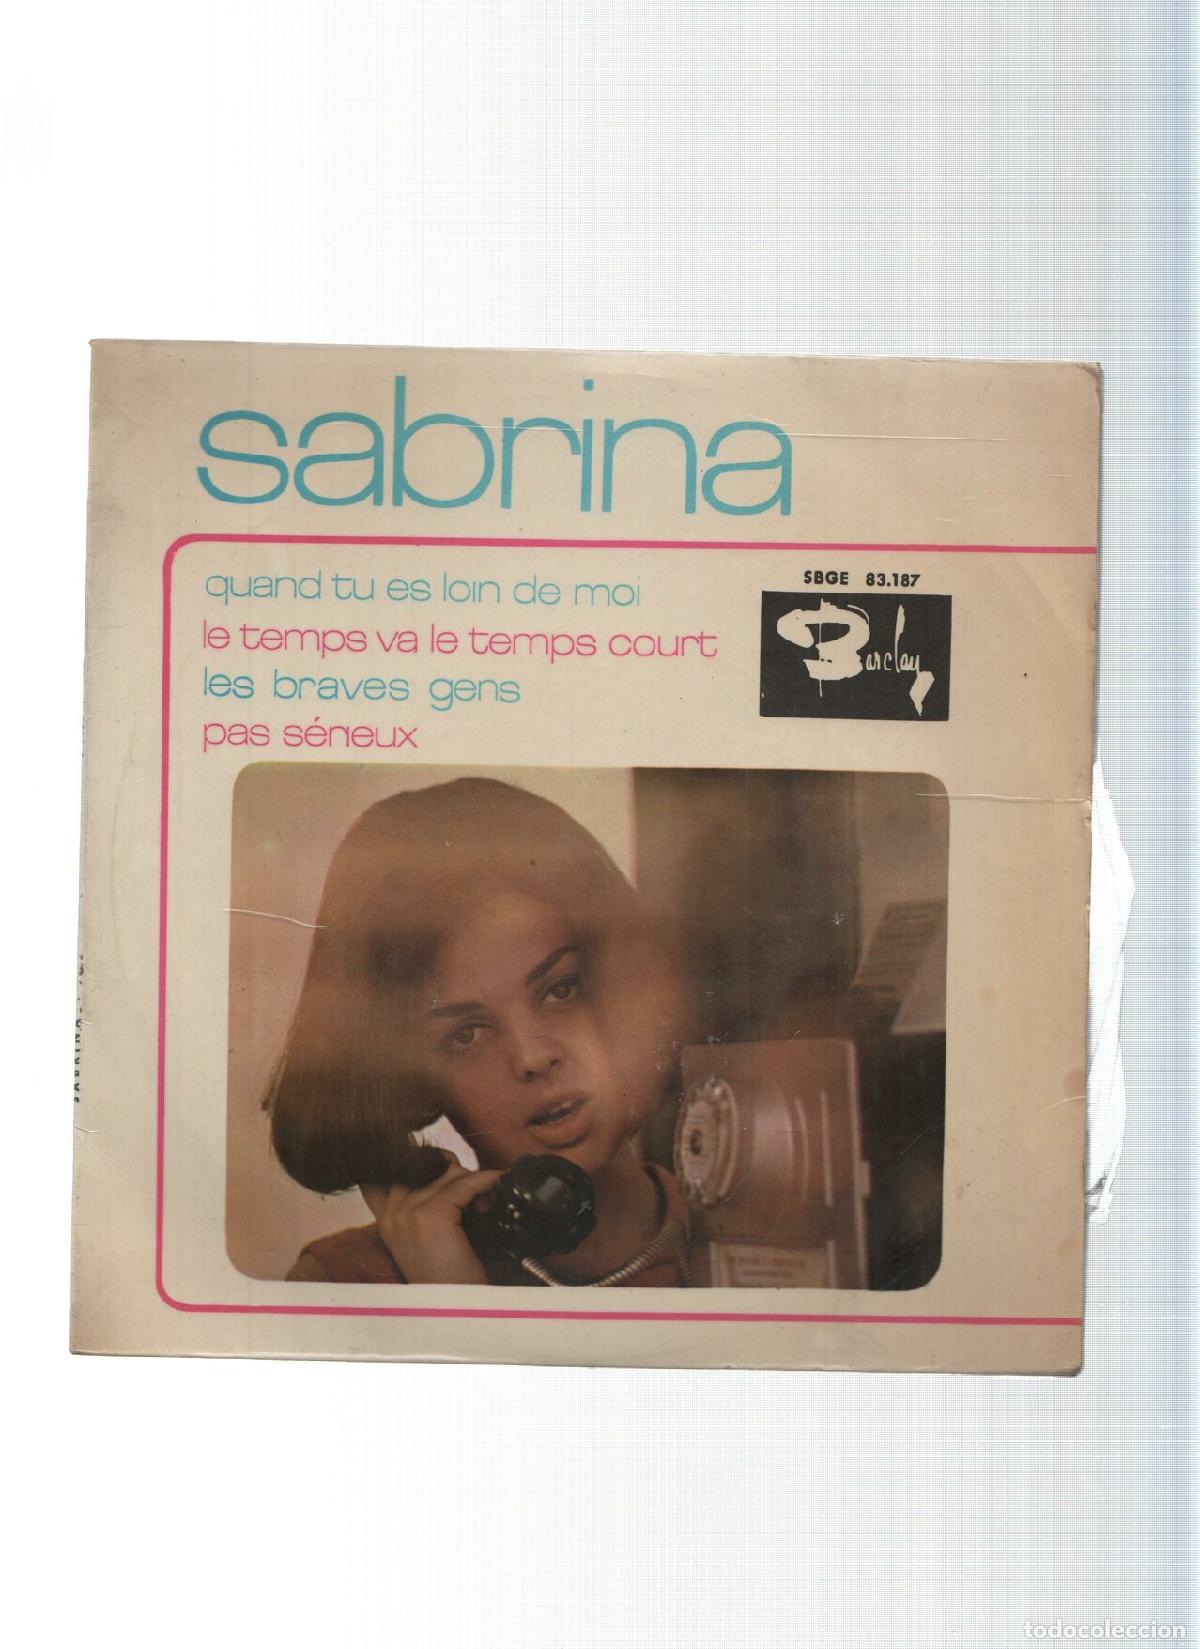 sabrina
quand tu es loin de moi
le temps va le temps court
les braves gens
pas sérieux
SBGE 83.187
Barclay
SABRINA
todocoleccion